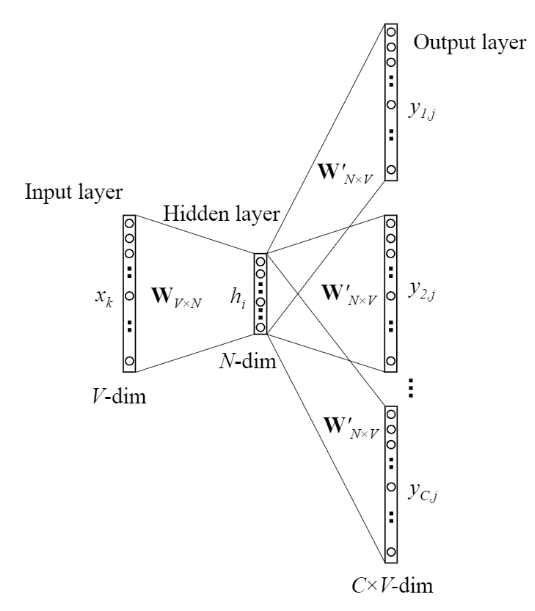 Output layer
y1,j
W'N×V
Input layer
Hidden layer
xk
WV×N
hi
W'N×V
y2,j
N-dim
V-dim
W'N×V
yC,j
C×V-dim